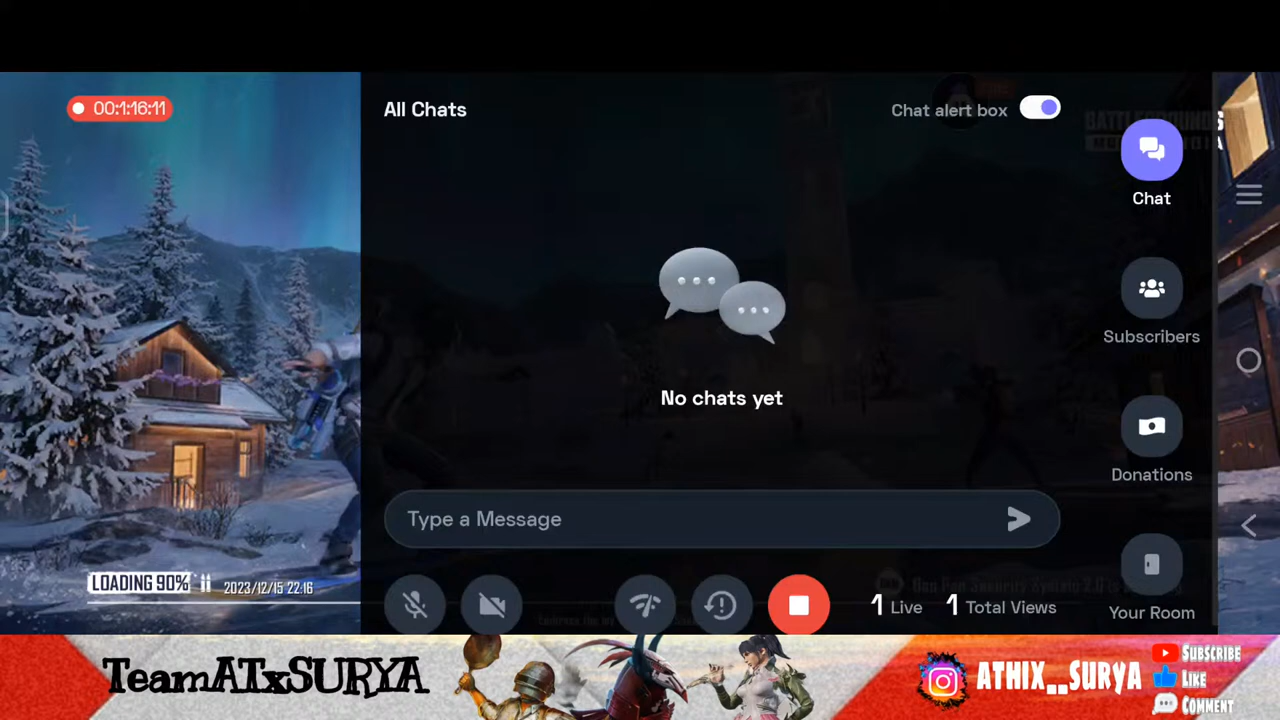 00:1:16:11
All Chats
Chat alert box
BATTLEGROUNDS
Chat
Subscribers
No chats yet
Donations
Type a Message
LOADING 90%
2023/12/15 22:16
1 Live
1 Total Views
Your Room
TeamATxSURYA
ATHIX__SURYA
SUBSCRIBE
LIKE
COMMENT